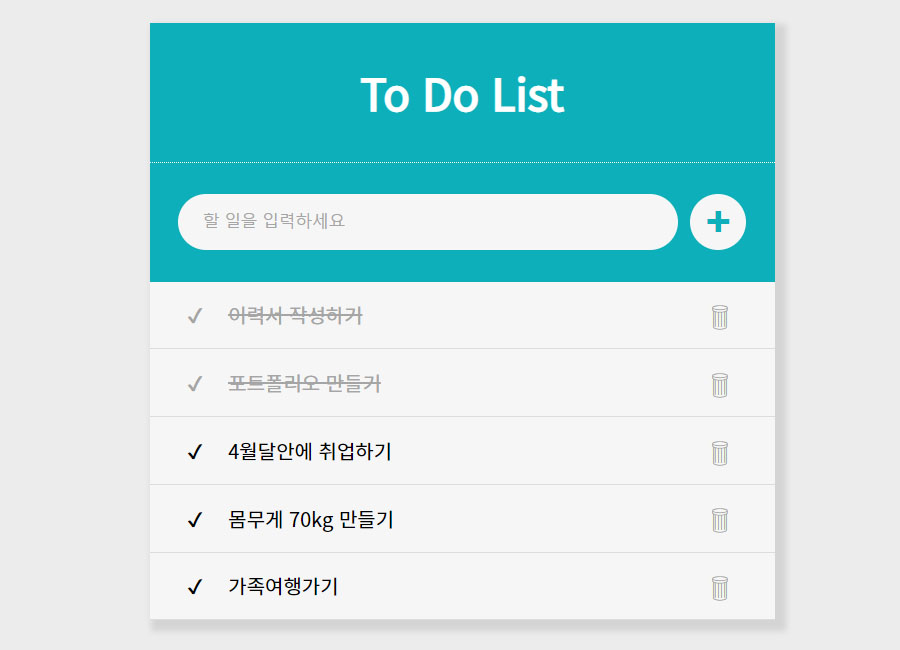 To Do List
할 일을 입력하세요
이력서 작성하기
포트폴리오 만들기
4월달안에 취업하기
몸무게 70kg 만들기
가족여행가기